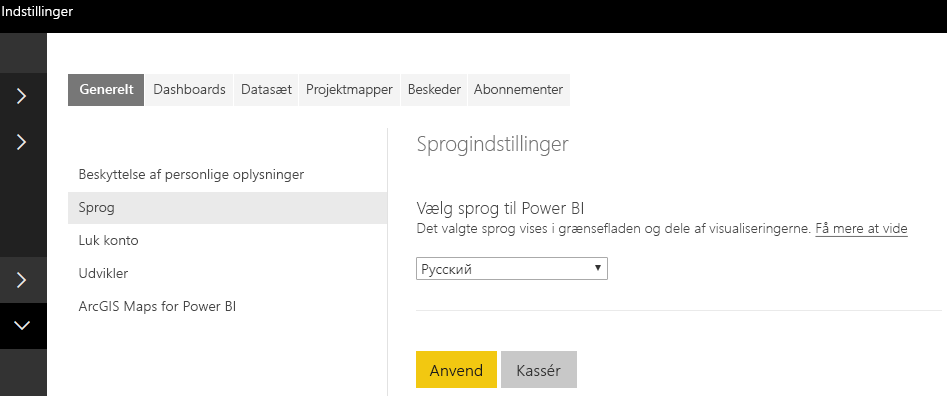 Indstillinger
Generelt Dashboards Datasæt Projektmapper Beskeder Abonnementer
Beskyttelse af personlige oplysninger
Sprog
Luk konto
Udvikler
ArcGIS Maps for Power BI
Sprogindstillinger
Vælg sprog til Power BI
Det valgte sprog vises i grænsefladen og dele af visualiseringerne. Få mere at vide
Русский
Anvend Kassér